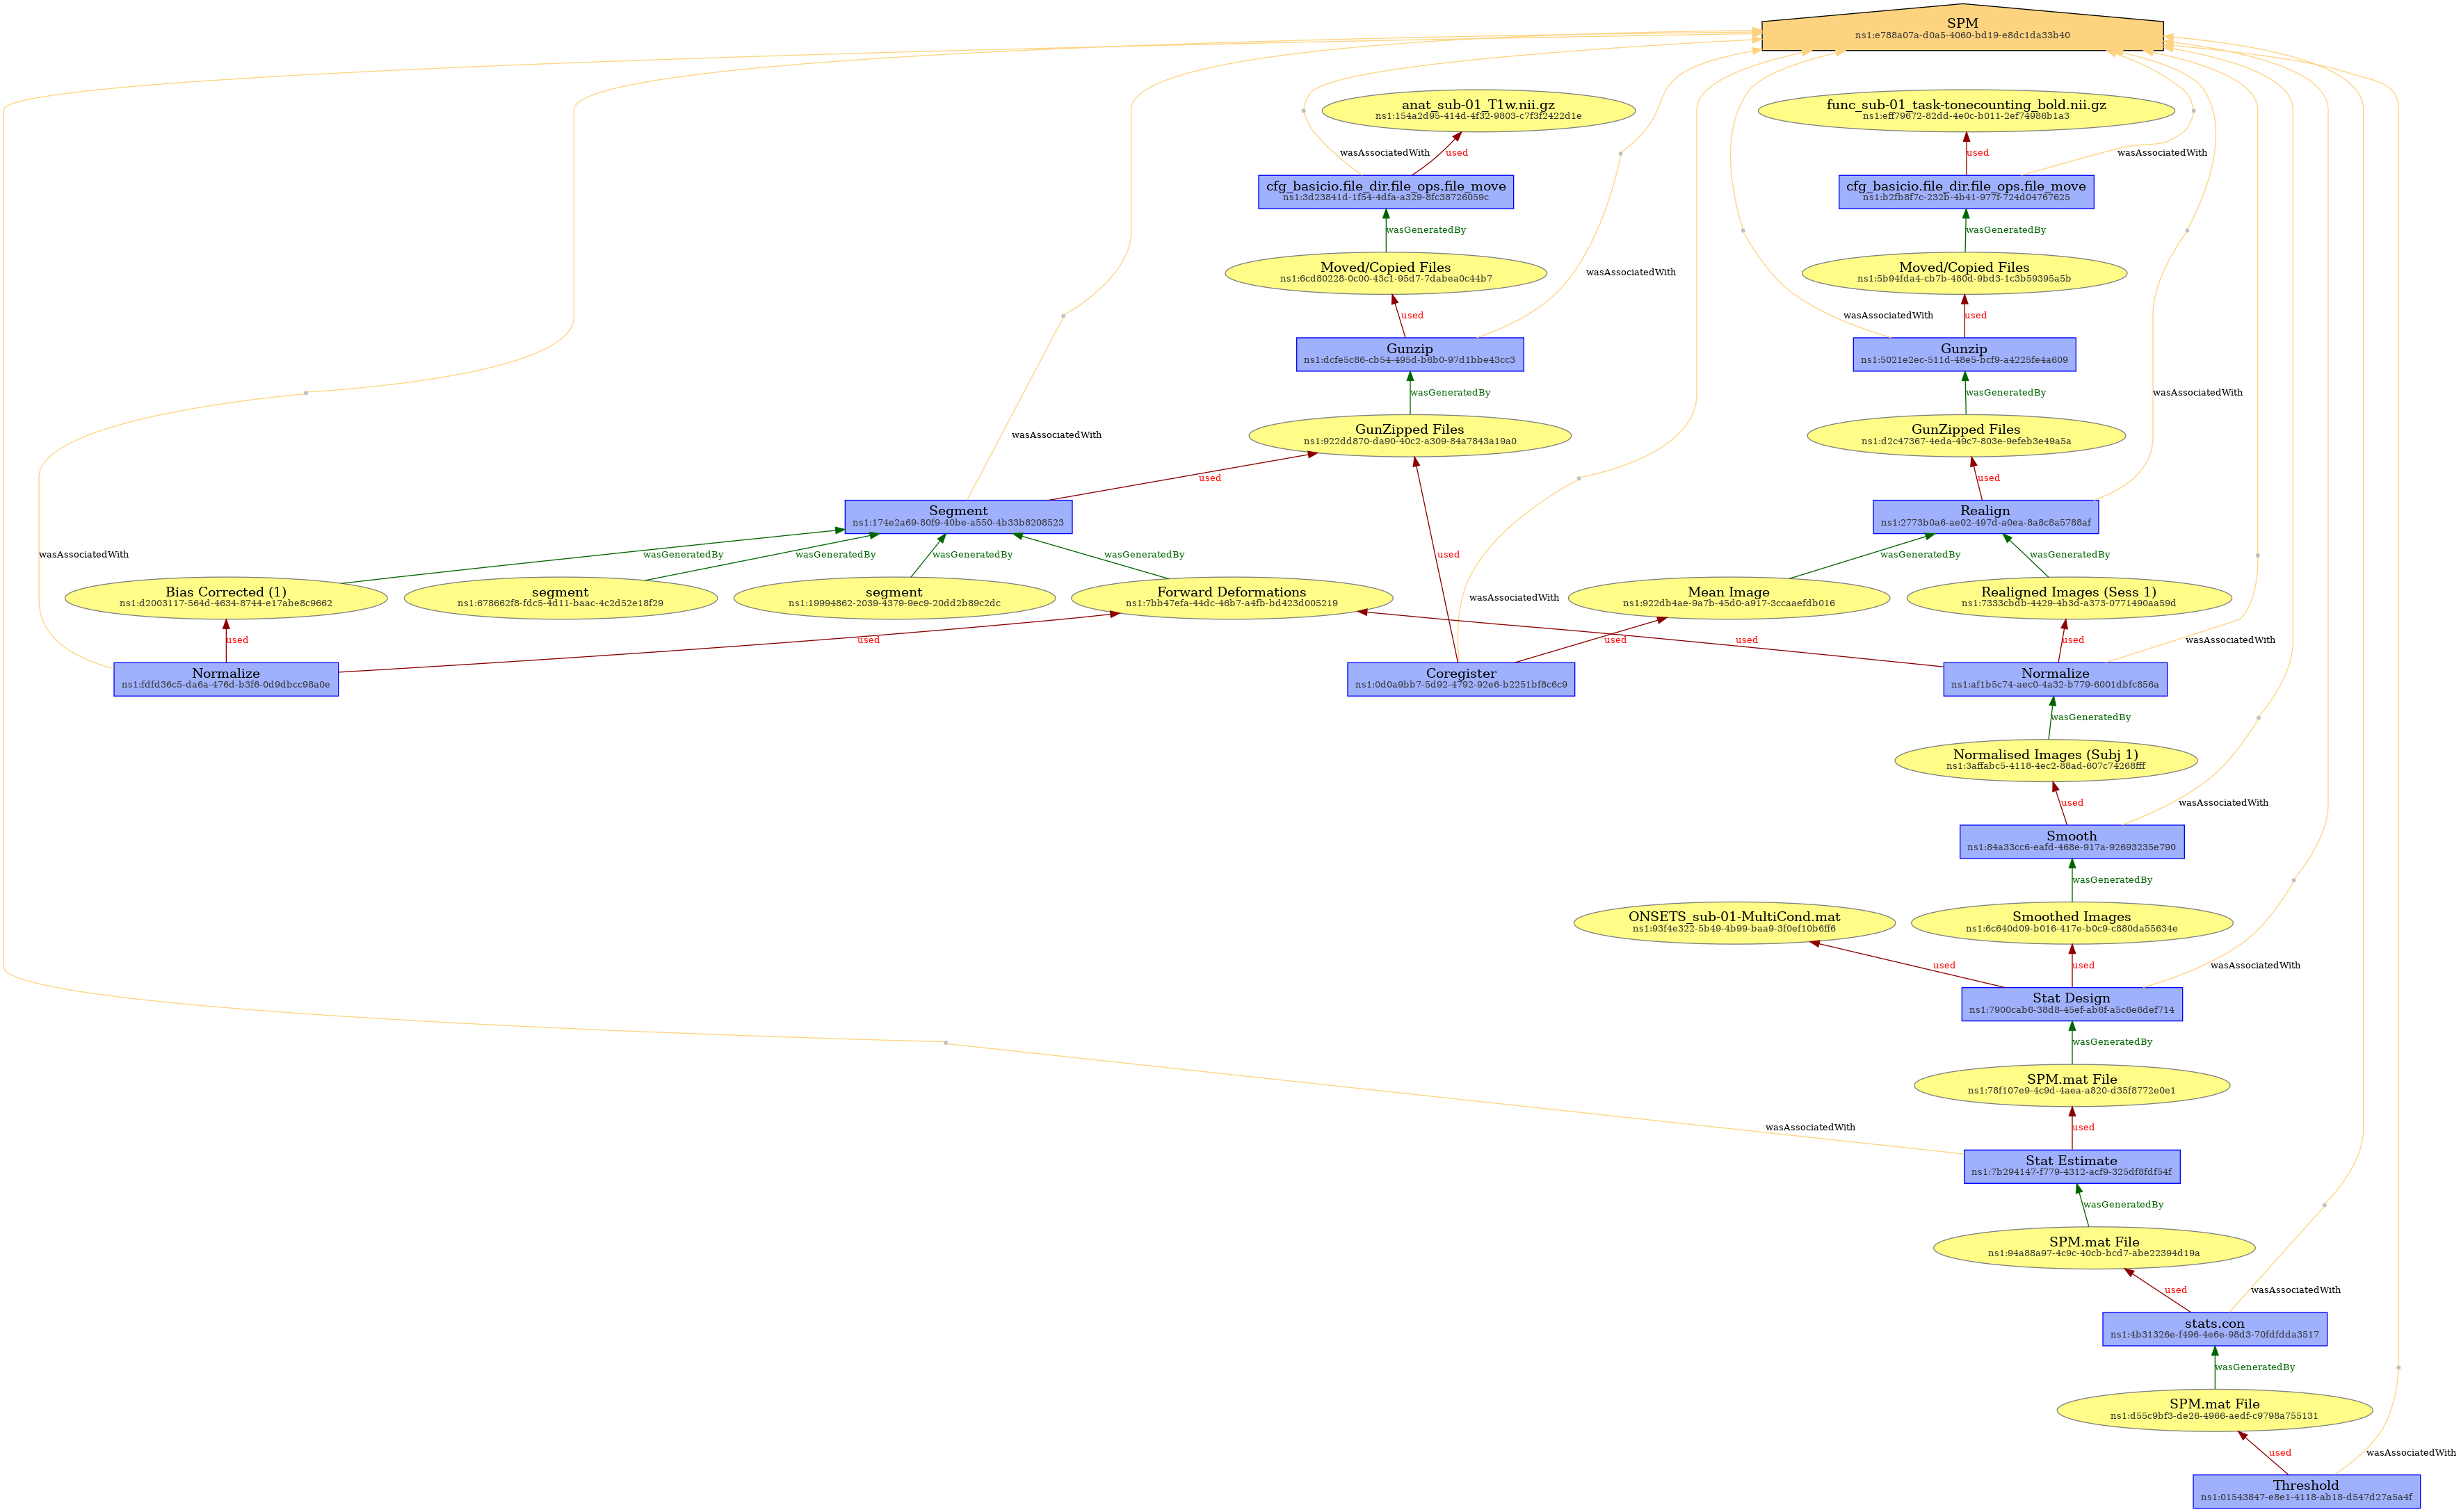 SPM
ns1:e788a07a-d0a5-4060-bd19-e8dc1da33b40
anat_sub-01_T1w.nii.gz
ns1:154a2d95-414d-4f32-9803-c7f3f2422d1e
func_sub-01_task-tonecounting_bold.nii.gz
ns1:eff79672-82dd-4e0c-b011-2ef74986b1a3
wasAssociatedWith
used
used
wasAssociatedWith
cfg_basicio.file_dir.file_ops.file_move
ns1:3d23841d-1f54-4dfa-a329-8fc38726059c
cfg_basicio.file_dir.file_ops.file_move
ns1:b2fb8f7c-232b-4b41-977f-724d04767625
wasGeneratedBy
wasGeneratedBy
Moved/Copied Files
ns1:6cd80228-0c00-43c1-95d7-7dabea0c44b7
wasAssociatedWith
Moved/Copied Files
ns1:5b94fda4-cb7b-480d-9bd3-1c3b59395a5b
used
wasAssociatedWith
used
Gunzip
ns1:dcfe5c86-cb54-495d-b6b0-97d1bbe43cc3
Gunzip
ns1:5021e2ec-511d-48e5-bcf9-a4225fe4a609
wasGeneratedBy
wasGeneratedBy
wasAssociatedWith
wasAssociatedWith
GunZipped Files
ns1:922dd870-da90-40c2-a309-84a7843a19a0
GunZipped Files
ns1:d2c47367-4eda-49c7-803e-9efeb3e49a5a
used
used
Segment
ns1:174e2a69-80f9-40be-a550-4b33b8208523
Realign
ns1:2773b0a6-ae02-497d-a0ea-8a8c8a5788af
wasAssociatedWith
wasGeneratedBy
wasGeneratedBy
wasGeneratedBy
wasGeneratedBy
used
wasGeneratedBy
wasGeneratedBy
Bias Corrected (1)
ns1:d2003117-564d-4634-8744-e17abe8c9662
segment
ns1:678662f8-fdc5-4d11-baac-4c2d52e18f29
segment
ns1:19994862-2039-4379-9ec9-20dd2b89c2dc
Forward Deformations
ns1:7bb47efa-44dc-46b7-a4fb-bd423d005219
wasAssociatedWith
Mean Image
ns1:922db4ae-9a7b-45d0-a917-3ccaaefdb016
Realigned Images (Sess 1)
ns1:7333cbdb-4429-4b3d-a373-0771490aa59d
used
used
used
used
used
wasAssociatedWith
Normalize
ns1:fdfd36c5-da6a-476d-b3f6-0d9dbcc98a0e
Coregister
ns1:0d0a9bb7-5d92-4792-92e6-b2251bf8c6c9
Normalize
ns1:af1b5c74-aec0-4a32-b779-6001dbfc856a
wasGeneratedBy
Normalised Images (Subj 1)
ns1:3affabc5-4118-4ec2-88ad-607c74268fff
used
wasAssociatedWith
Smooth
ns1:84a33cc6-eafd-468e-917a-92693235e790
wasGeneratedBy
ONSETS_sub-01-MultiCond.mat
ns1:93f4e322-5b49-4b99-baa9-3f0ef10b6ff6
Smoothed Images
ns1:6c640d09-b016-417e-b0c9-c880da55634e
used
used
wasAssociatedWith
Stat Design
ns1:7900cab6-38d8-45ef-ab6f-a5c6e6def714
wasGeneratedBy
SPM.mat File
ns1:78f107e9-4c9d-4aea-a820-d35f8772e0e1
wasAssociatedWith
used
Stat Estimate
ns1:7b294147-f779-4312-acf9-325df8fdf54f
wasGeneratedBy
SPM.mat File
ns1:94a88a97-4c9c-40cb-bcd7-abe22394d19a
used
wasAssociatedWith
stats.con
ns1:4b31326e-f496-4e6e-98d3-70fdfdda3517
wasGeneratedBy
SPM.mat File
ns1:d55c9bf3-de26-4966-aedf-c9798a755131
used
wasAssociatedWith
Threshold
ns1:01543847-e8e1-4118-ab18-d547d27a5a4f